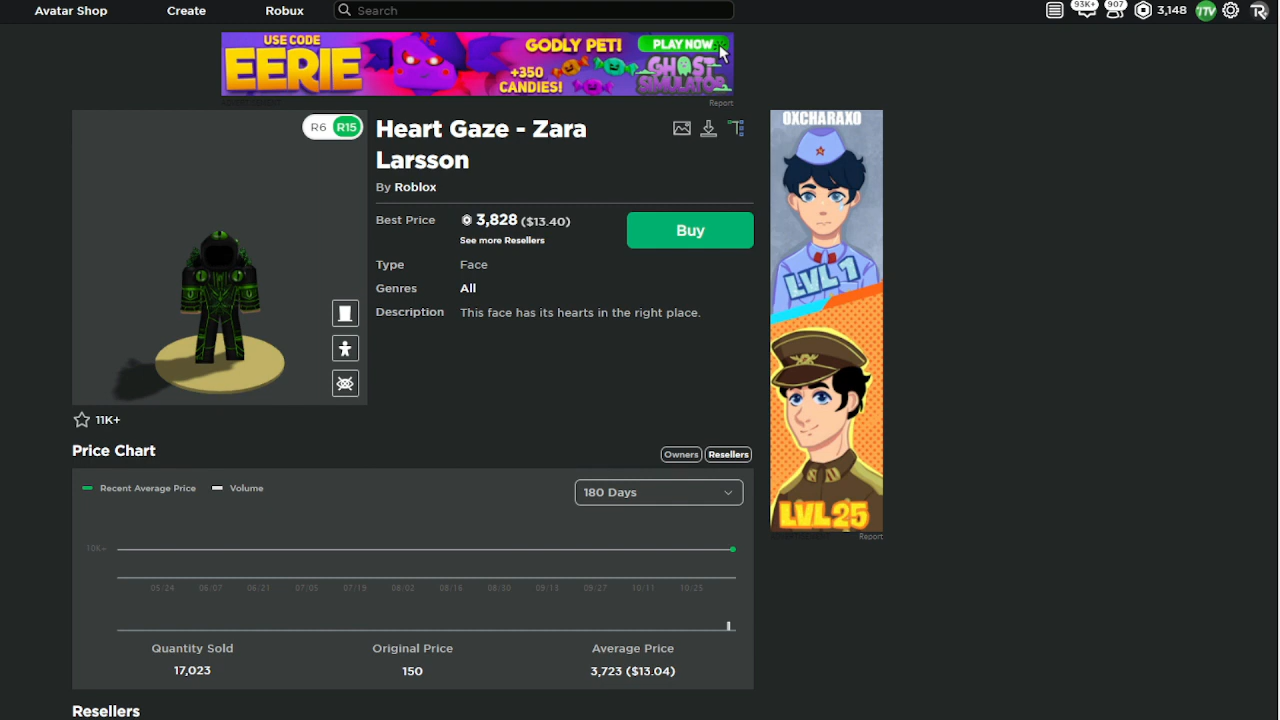 Avatar Shop
Create
Robux
Search
93K+
907
3,148
USE CODE
EERIE
+350
CANDIES!
GODLY PET!
PLAY NOW
GHOST
SIMULATOR
Report
R6
R15
Heart Gaze - Zara
Larsson
By Roblox
Best Price
3,828 ($13.40)
Buy
See more Resellers
Type
Face
Genres
All
Description
This face has its hearts in the right place.
OXCHARAXO
LVL 1
LVL 25
Report
11K+
Price Chart
Owners
Resellers
Recent Average Price
Volume
180 Days
10K+
05/24 06/07 06/21 07/05 07/19 08/02 08/16 08/30 09/13 09/27 10/11 10/25
Quantity Sold
Original Price
Average Price
17,023
150
3,723 ($13.04)
Resellers